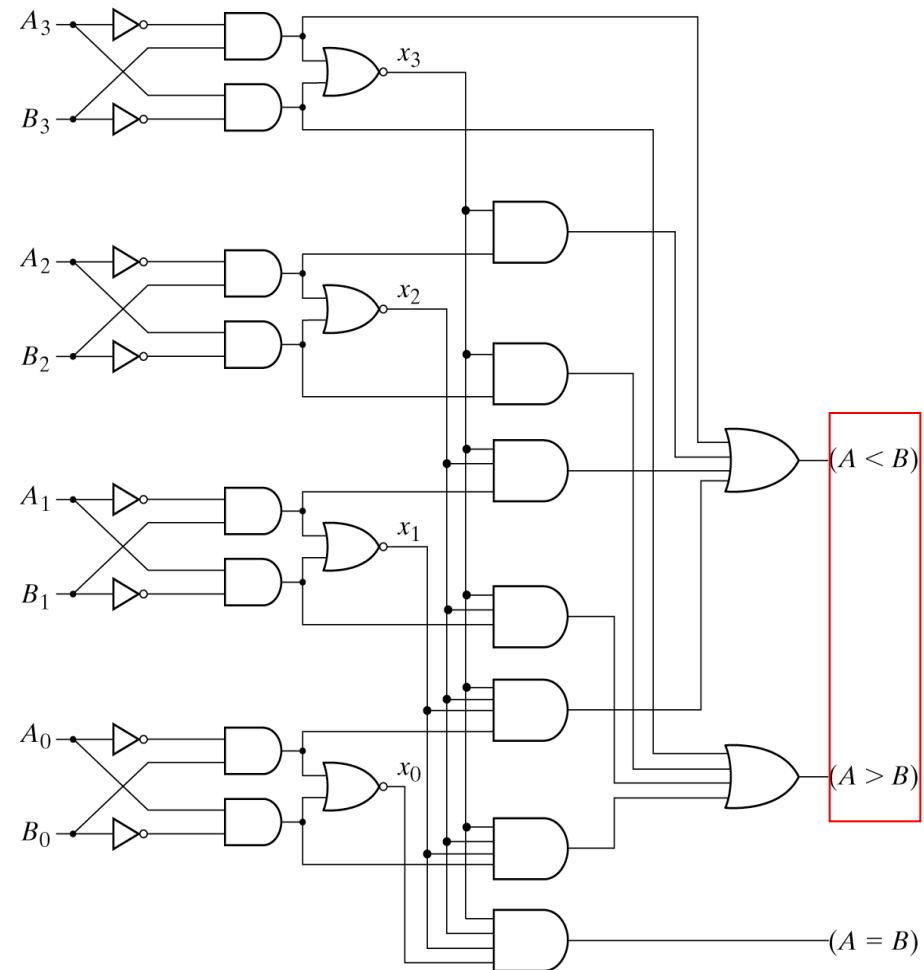 A₃
x₃
B₃
A₂
x₂
B₂
(A < B)
A₁
x₁
B₁
A₀
x₀
(A > B)
B₀
(A = B)